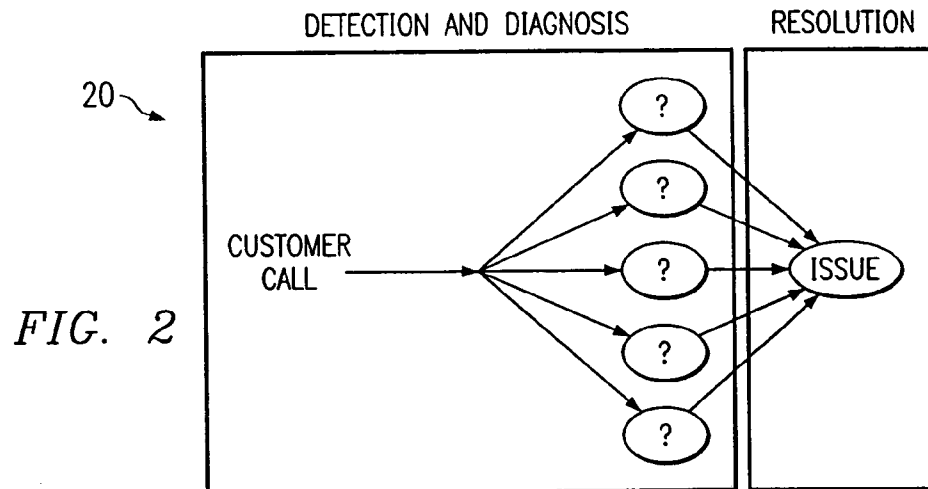 DETECTION AND DIAGNOSIS
RESOLUTION
20
?
?
CUSTOMER
CALL
?
ISSUE
FIG. 2
?
?